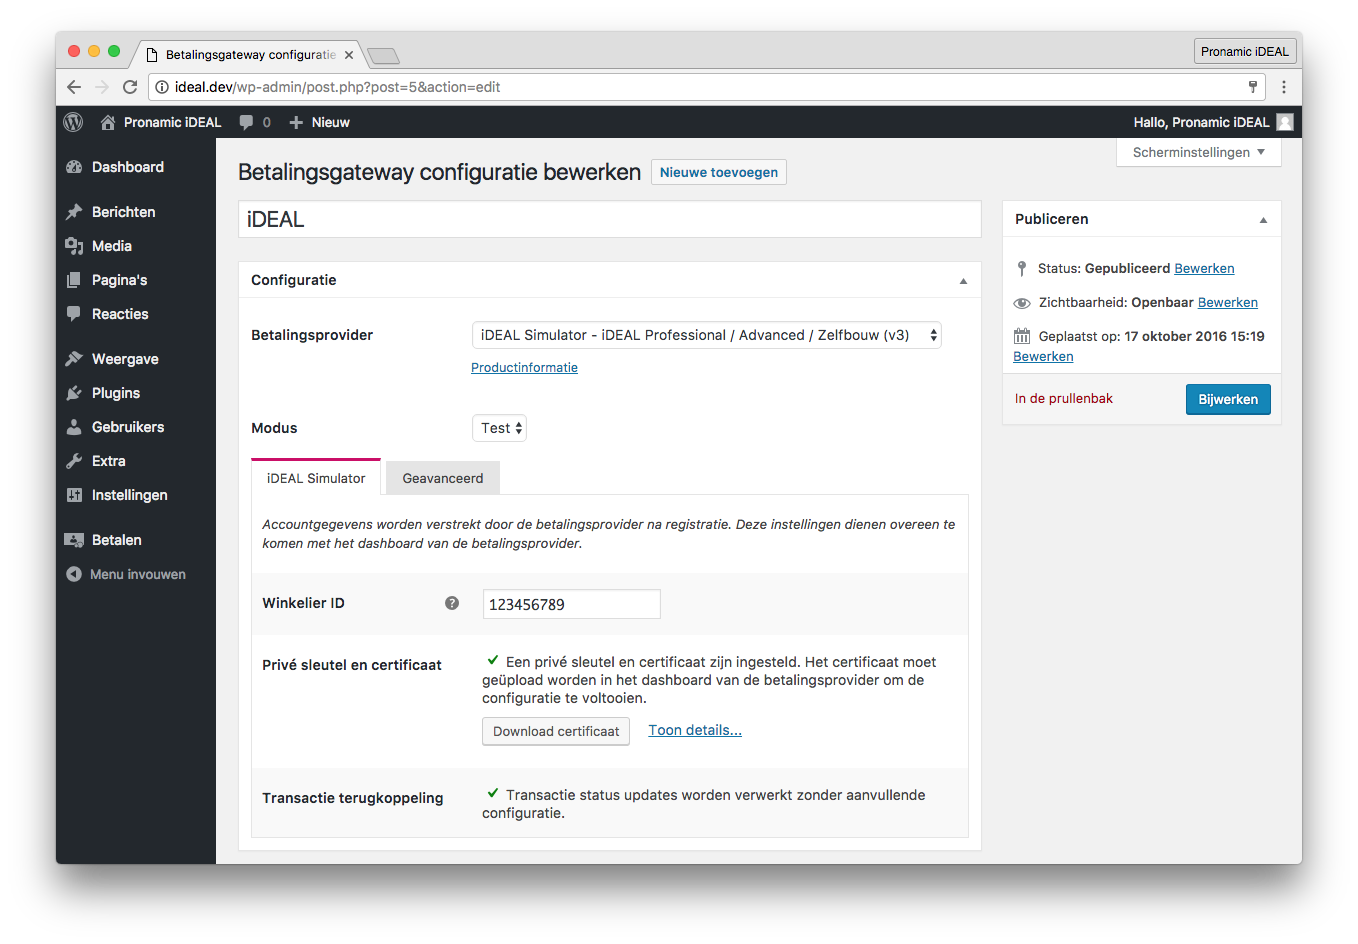 Betalingsgateway configuratie
Pronamic iDEAL
ideal.dev/wp-admin/post.php?post=5&action=edit
Pronamic iDEAL
0
Nieuw
Hallo, Pronamic iDEAL
Dashboard
Berichten
Media
Pagina's
Reacties
Weergave
Plugins
Gebruikers
Extra
Instellingen
Betalen
Menu invouwen
Scherminstellingen
Betalingsgateway configuratie bewerken
Nieuwe toevoegen
iDEAL
Configuratie
Betalingsprovider
iDEAL Simulator - iDEAL Professional / Advanced / Zelfbouw (v3)
Productinformatie
Modus
Test
iDEAL Simulator
Geavanceerd
Accountgegevens worden verstrekt door de betalingsprovider na registratie. Deze instellingen dienen overeen te
komen met het dashboard van de betalingsprovider.
Winkelier ID
?
123456789
Privé sleutel en certificaat
Een privé sleutel en certificaat zijn ingesteld. Het certificaat moet
geüpload worden in het dashboard van de betalingsprovider om de
configuratie te voltooien.
Download certificaat
Toon details...
Transactie terugkoppeling
Transactie status updates worden verwerkt zonder aanvullende
configuratie.
Publiceren
Status: Gepubliceerd Bewerken
Zichtbaarheid: Openbaar Bewerken
Geplaatst op: 17 oktober 2016 15:19
Bewerken
In de prullenbak
Bijwerken